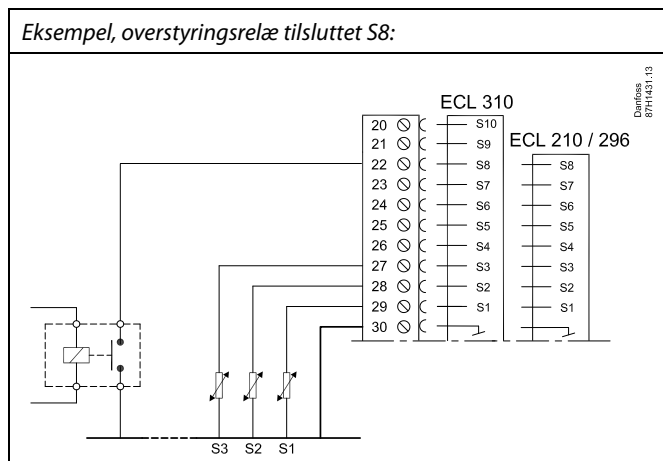 Eksempel, overstyringsrelæ tilsluttet S8:
Danfoss
87H1431.13
ECL 310
ECL 210 / 296
20 S10
21 S9
22 S8 S8
23 S7 S7
24 S6 S6
25 S5 S5
26 S4 S4
27 S3 S3
28 S2 S2
29 S1 S1
30
S3 S2 S1